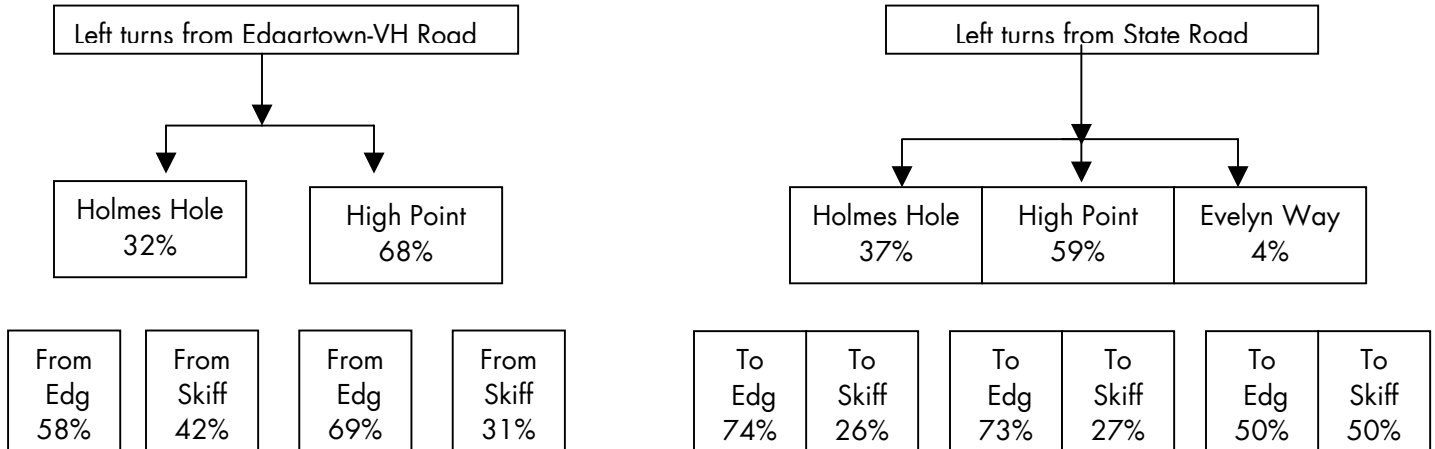 Left turns from Edgartown-VH Road
Left turns from State Road
Holmes Hole
32%
High Point
68%
Holmes Hole
37%
High Point
59%
Evelyn Way
4%
From
Edg
58%
From
Skiff
42%
From
Edg
69%
From
Skiff
31%
To
Edg
74%
To
Skiff
26%
To
Edg
73%
To
Skiff
27%
To
Edg
50%
To
Skiff
50%